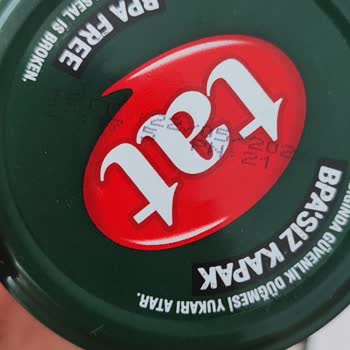 BPA FREE
SEAL IS BROKEN.
tat
BPA'SIZ KAPAK
GÜVENLİK DÜĞMESİ YUKARI ATAR.